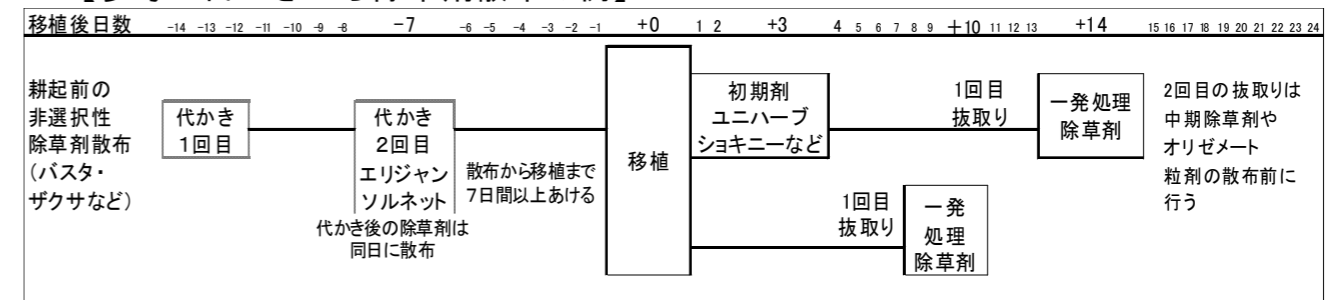 移植後日数 -14 -13 -12 -11 -10 -9 -8 -7 -6 -5 -4 -3 -2 -1 +0 1 2 +3 4 5 6 7 8 9 +10 11 12 13 +14 15 16 17 18 19 20 21 22 23 24
耕起前の
非選択性
除草剤散布
(バスタ・
ザクサなど)
代かき
1回目
代かき
2回目
エリジャン
ソルネット
代かき後の除草剤は
同日に散布
散布から移植まで
7日間以上あける
移植
初期剤
ユニハーブ
ショキニーなど
1回目
抜取り
一発処理
除草剤
1回目
抜取り
一発
処理
除草剤
2回目の抜取りは
中期除草剤や
オリゼメート
粒剤の散布前に
行う